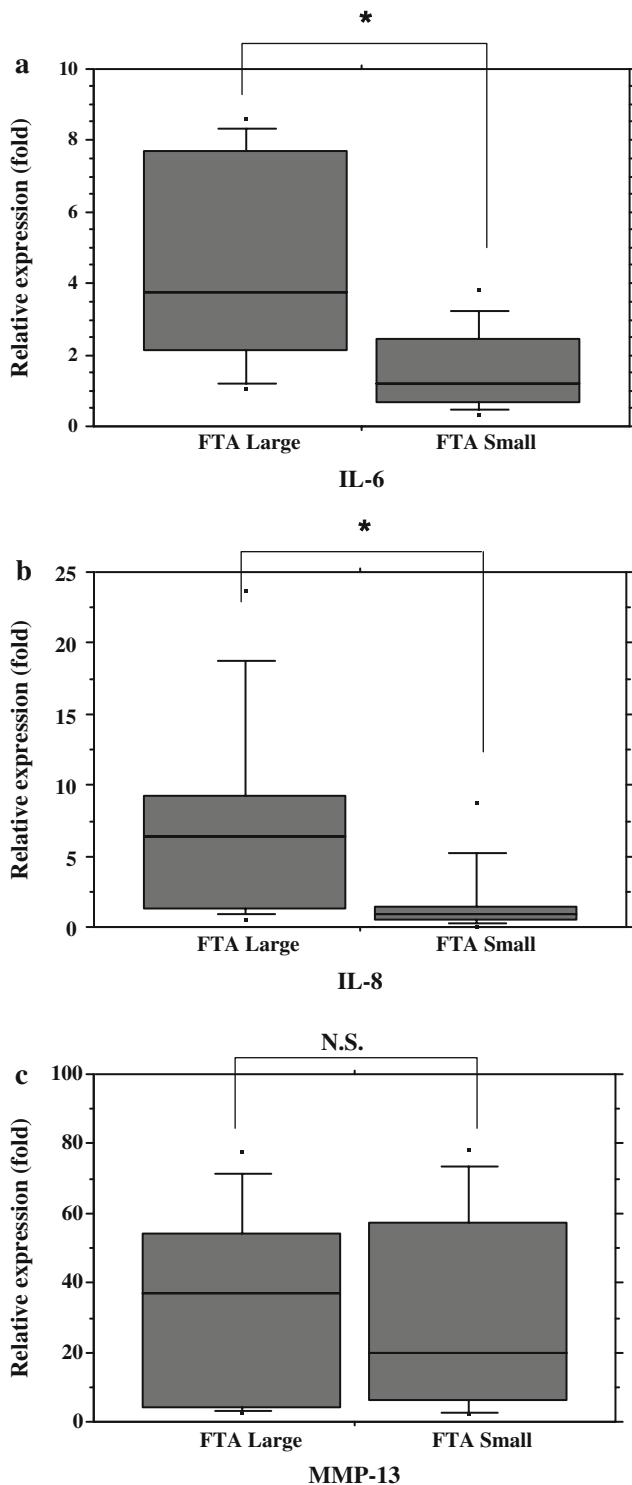 *
a
Relative expression (fold)
10
8
6
4
2
0
FTA Large FTA Small
IL-6
*
b
Relative expression (fold)
25
20
15
10
5
0
FTA Large FTA Small
IL-8
N.S.
c
Relative expression (fold)
100
80
60
40
20
0
FTA Large FTA Small
MMP-13